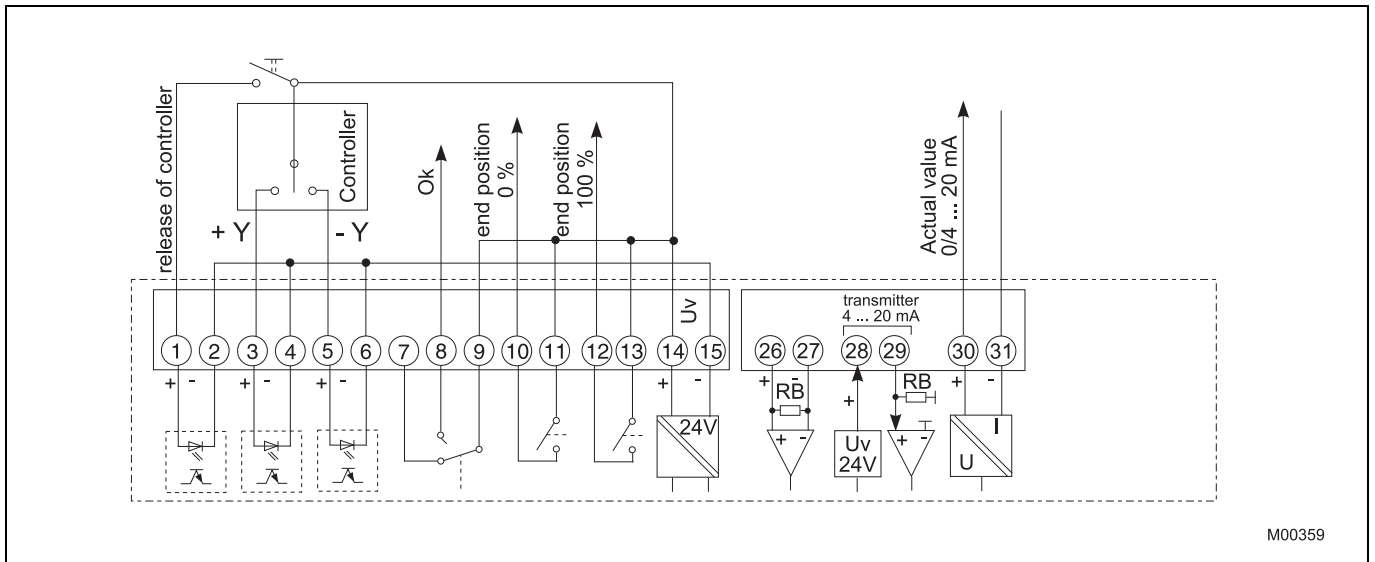 release of controller
Controller
+ Y
- Y
Ok
end position
0 %
end position
100 %
Actual value
0/4 ... 20 mA
Uv
transmitter
4 ... 20 mA
1 2 3 4 5 6 7 8 9 10 11 12 13 14 15
26 27 28 29 30 31
+ - + - + - + -
+ - + -
RB
RB
+
24V
+ -
Uv
24V
+ -
I
U
M00359